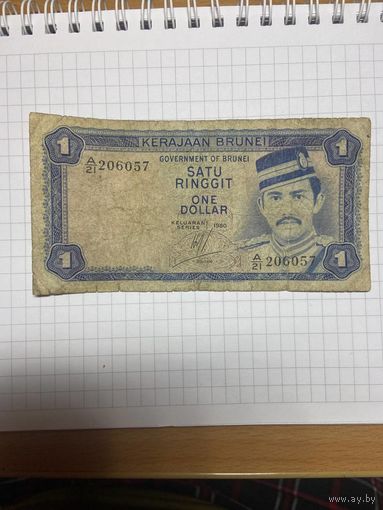 KERAJAAN BRUNEI
1 1
A/21 206057
GOVERNMENT OF BRUNEI
SATU
RINGGIT
ONE
DOLLAR
KELUARAN
SERIES 1980
1 A/21 206057 1
www.ay.by